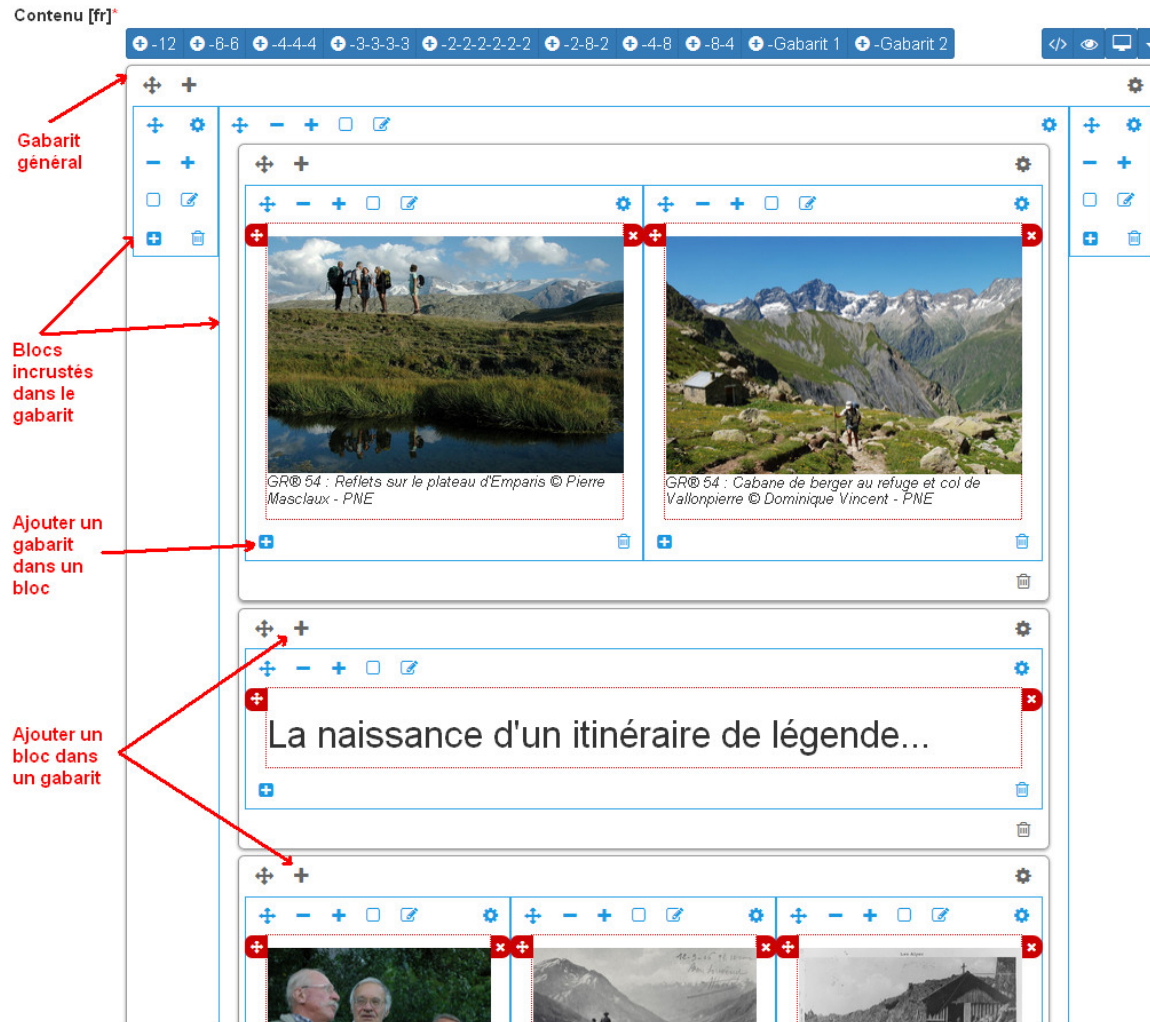 Contenu [fr]*
-12 -6-6 -4-4-4 -3-3-3-3 -2-2-2-2-2-2 -2-8-2 -4-8 -8-4 -Gabarit 1 -Gabarit 2
Gabarit
général
Blocs
incrustés
dans le
gabarit
GR® 54 : Reflets sur le plateau d'Emparis © Pierre
Masclaux - PNE
GR® 54 : Cabane de berger au refuge et col de
Vallonpierre © Dominique Vincent - PNE
Ajouter un
gabarit
dans un
bloc
La naissance d'un itinéraire de légende...
Ajouter un
bloc dans
un gabarit